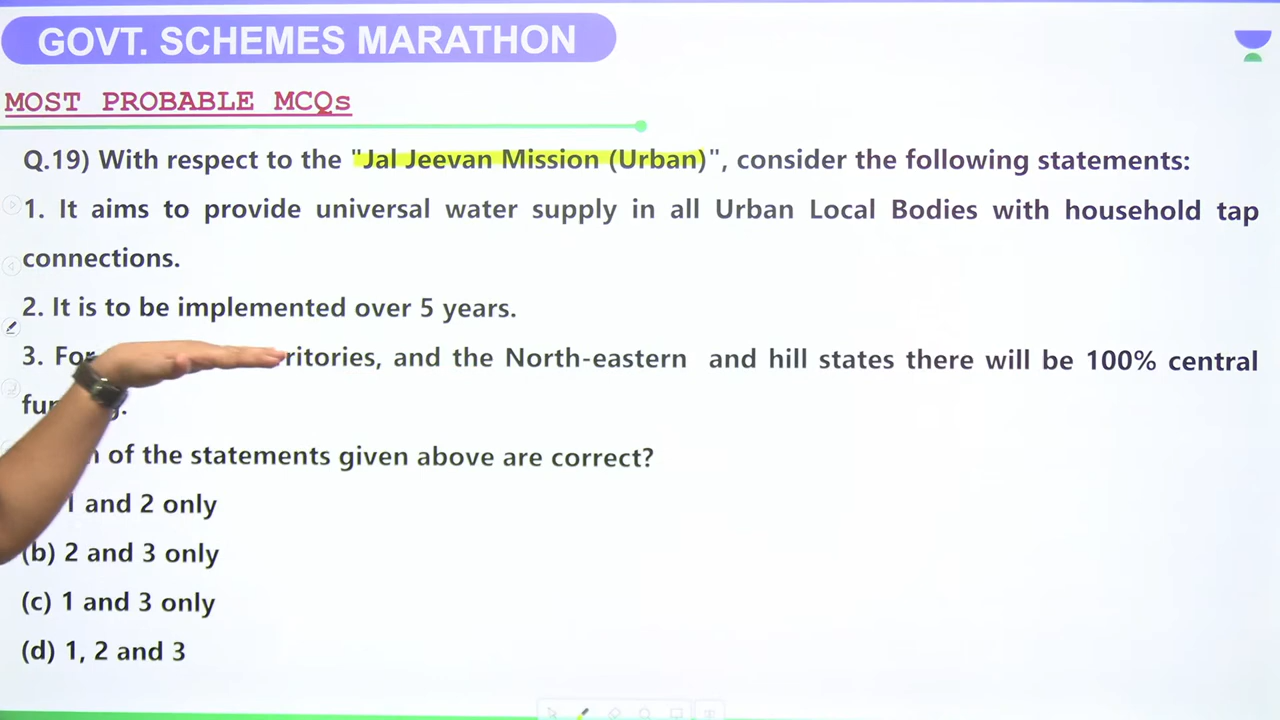 GOVT. SCHEMES MARATHON
MOST PROBABLE MCQs
Q.19) With respect to the "Jal Jeevan Mission (Urban)", consider the following statements:
1. It aims to provide universal water supply in all Urban Local Bodies with household tap
connections.
2. It is to be implemented over 5 years.
3. For ritories, and the North-eastern and hill states there will be 100% central
fu g.
of the statements given above are correct?
1 and 2 only
(b) 2 and 3 only
(c) 1 and 3 only
(d) 1, 2 and 3